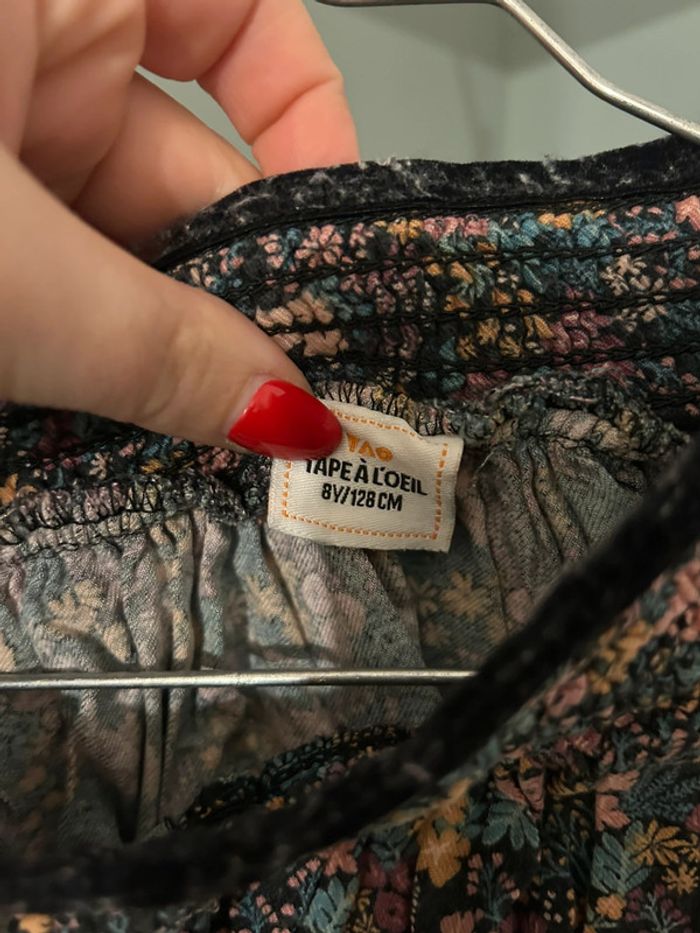 TAO
TAPE À L'OEIL
8Y/128 CM